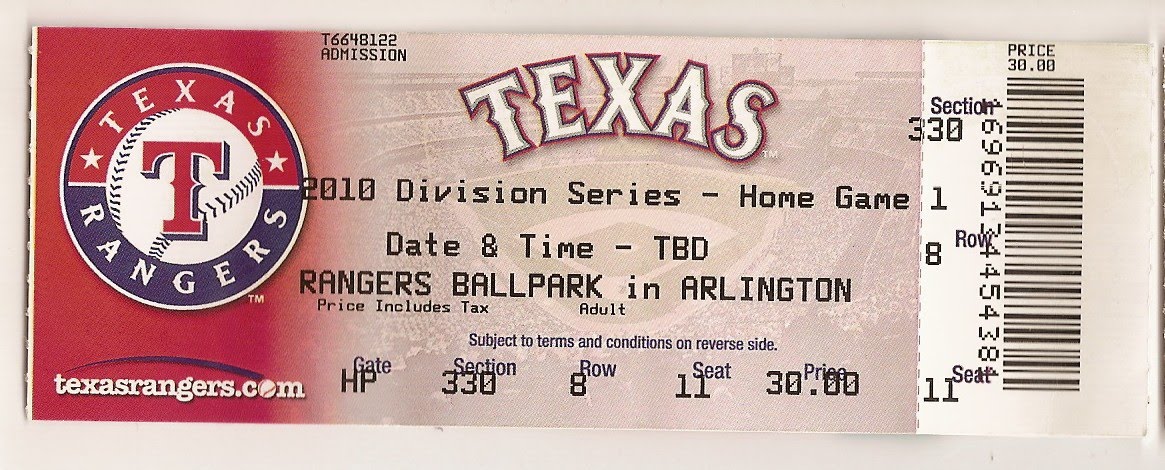 T6648122
ADMISSION
TEXAS
RANGERS
T
texasrangers.com
TEXAS
2010 Division Series - Home Game 1
Date & Time - TBD
RANGERS BALLPARK in ARLINGTON
Price Includes Tax Adult
Subject to terms and conditions on reverse side.
Gate Section Row Seat Price
HP 330 8 11 30.00
PRICE
30.00
Section
330
Row
8
Seat
11